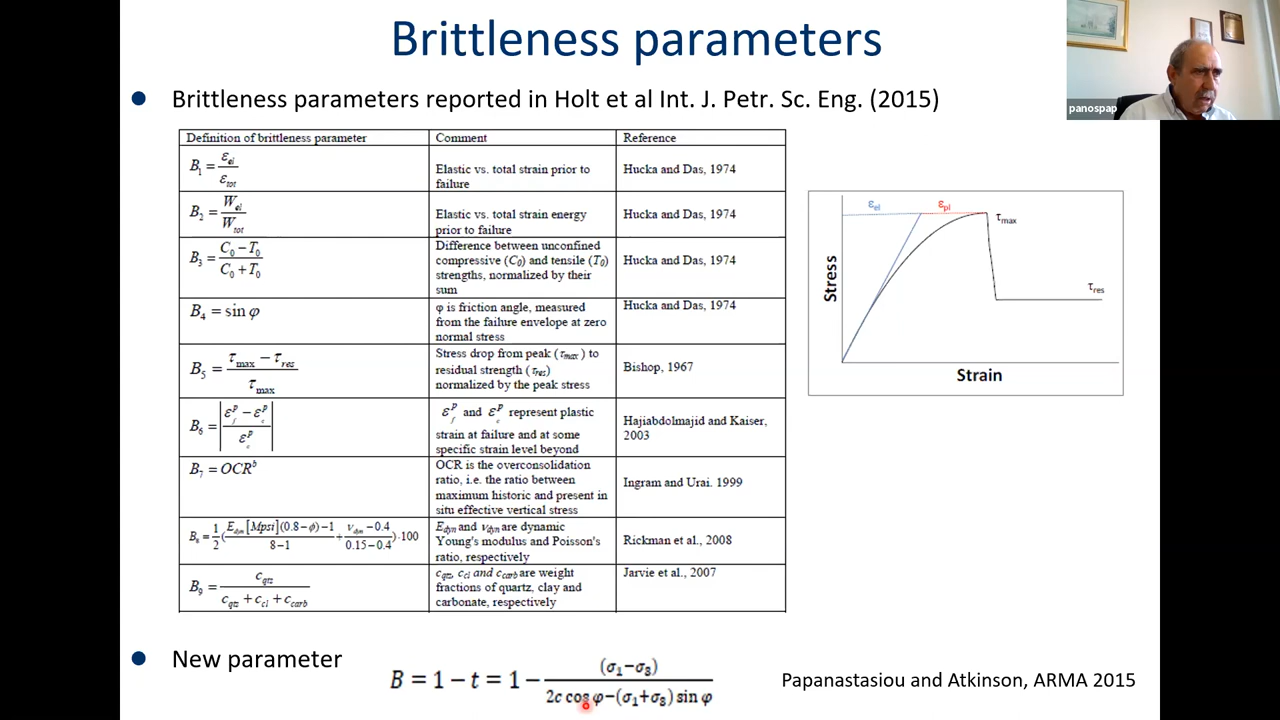 Brittleness parameters
panospap
Brittleness parameters reported in Holt et al Int. J. Petr. Sc. Eng. (2015)
Definition of brittleness parameter Comment Reference
B₁ = ε_el / ε_tot
Elastic vs. total strain prior to
failure
Hucka and Das, 1974
B₂ = W_el / W_tot
Elastic vs. total strain energy
prior to failure
Hucka and Das, 1974
B₃ = (C₀ − T₀) / (C₀ + T₀)
Difference between unconfined
compressive (C₀) and tensile (T₀)
strengths, normalized by their
sum
Hucka and Das, 1974
B₄ = sin φ
φ is friction angle, measured
from the failure envelope at zero
normal stress
Hucka and Das, 1974
B₅ = (τ_max − τ_res) / τ_max
Stress drop from peak (τ_max) to
residual strength (τ_res)
normalized by the peak stress
Bishop, 1967
B₆ = |(ε_f^p − ε_c^p) / ε_c^p|
ε_f^p and ε_c^p represent plastic
strain at failure and at some
specific strain level beyond
Hajiabdolmajid and Kaiser,
2003
B₇ = OCR^b
OCR is the overconsolidation
ratio, i.e. the ratio between
maximum historic and present in
situ effective vertical stress
Ingram and Urai. 1999
B₈ = 1/2 (E_dyn[Mpsi](0.8−φ)−1 / 8−1 + ν_dyn−0.4 / 0.15−0.4)·100
E_dyn and ν_dyn are dynamic
Young's modulus and Poisson's
ratio, respectively
Rickman et al., 2008
B₉ = c_qtz / (c_qtz + c_cl + c_carb)
c_qtz, c_cl and c_carb are weight
fractions of quartz, clay and
carbonate, respectively
Jarvie et al., 2007
ε_el ε_pl
τ_max
τ_res
Stress
Strain
New parameter
B = 1 − t = 1 − (σ₁−σ₃) / (2c cos φ−(σ₁+σ₃) sin φ)
Papanastasiou and Atkinson, ARMA 2015